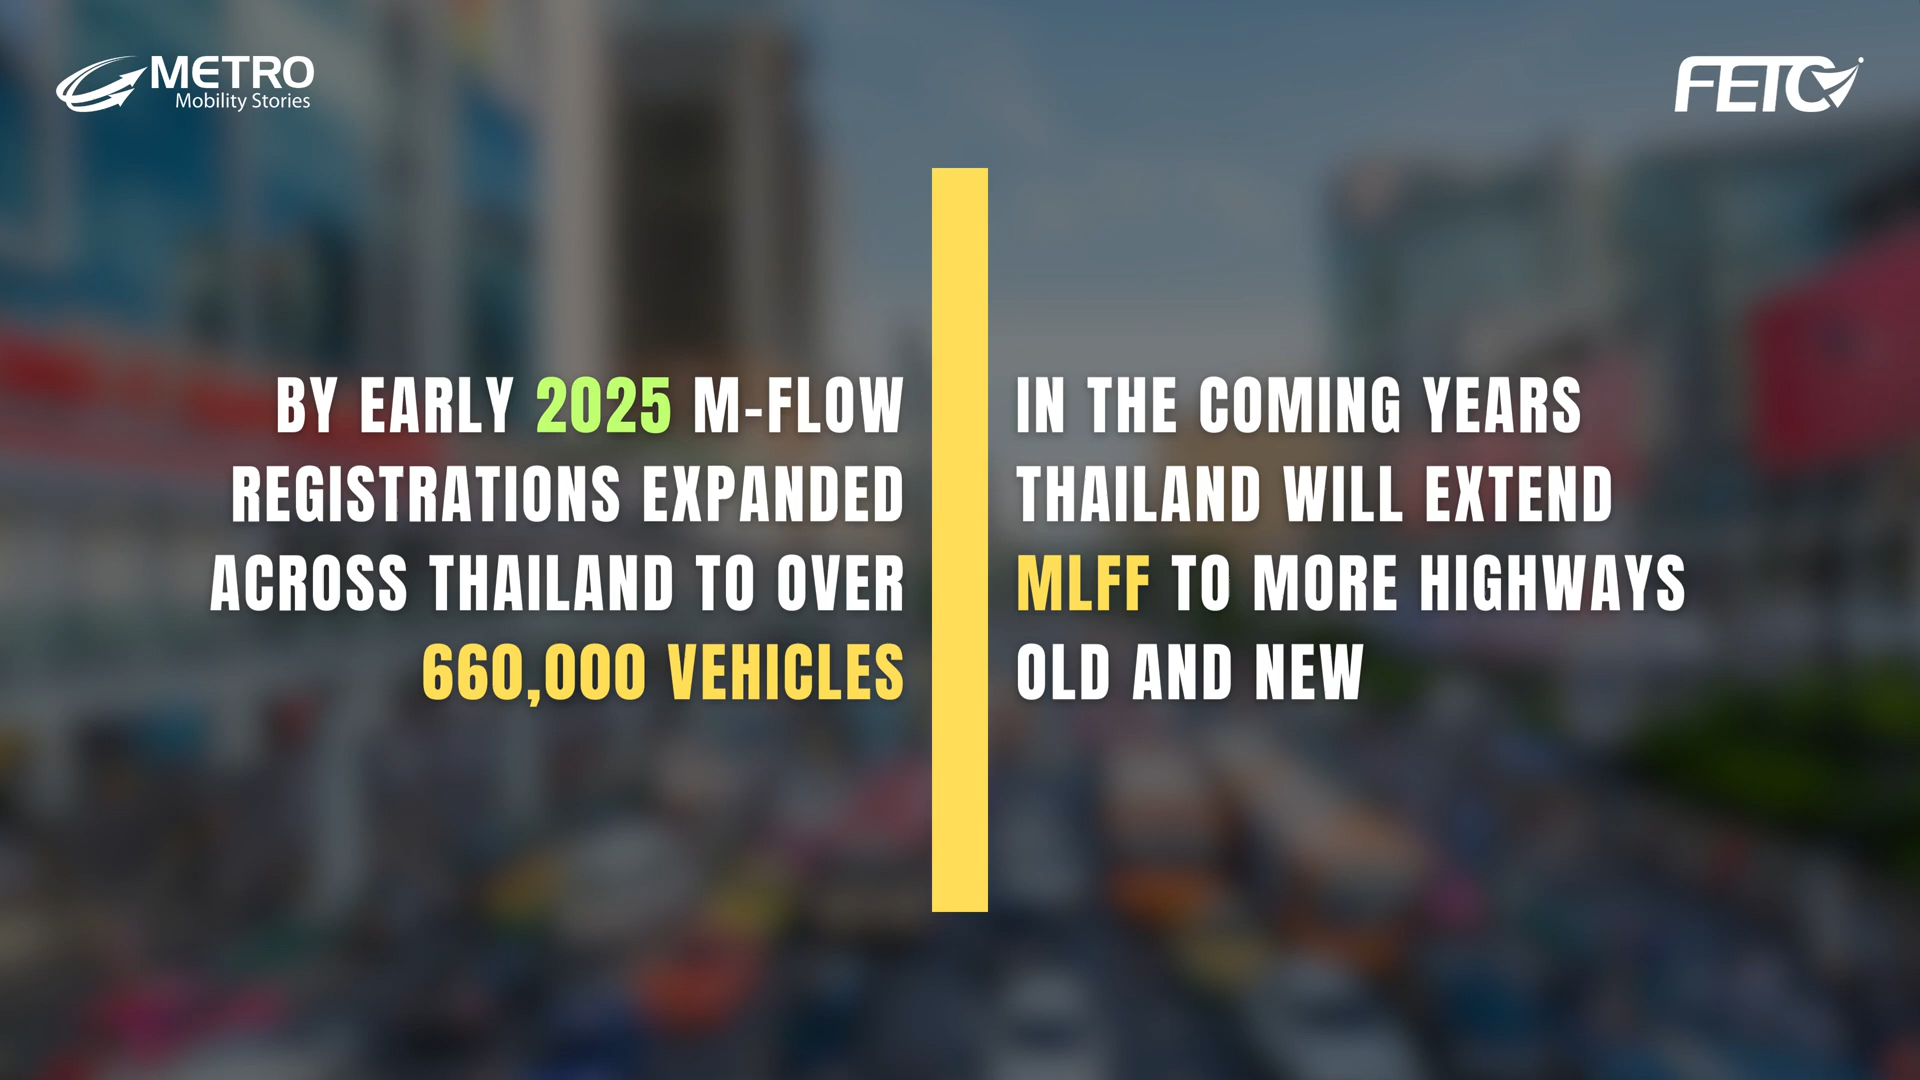 METRO
Mobility Stories
FETC
BY EARLY 2025 M-FLOW
REGISTRATIONS EXPANDED
ACROSS THAILAND TO OVER
660,000 VEHICLES
IN THE COMING YEARS
THAILAND WILL EXTEND
MLFF TO MORE HIGHWAYS
OLD AND NEW